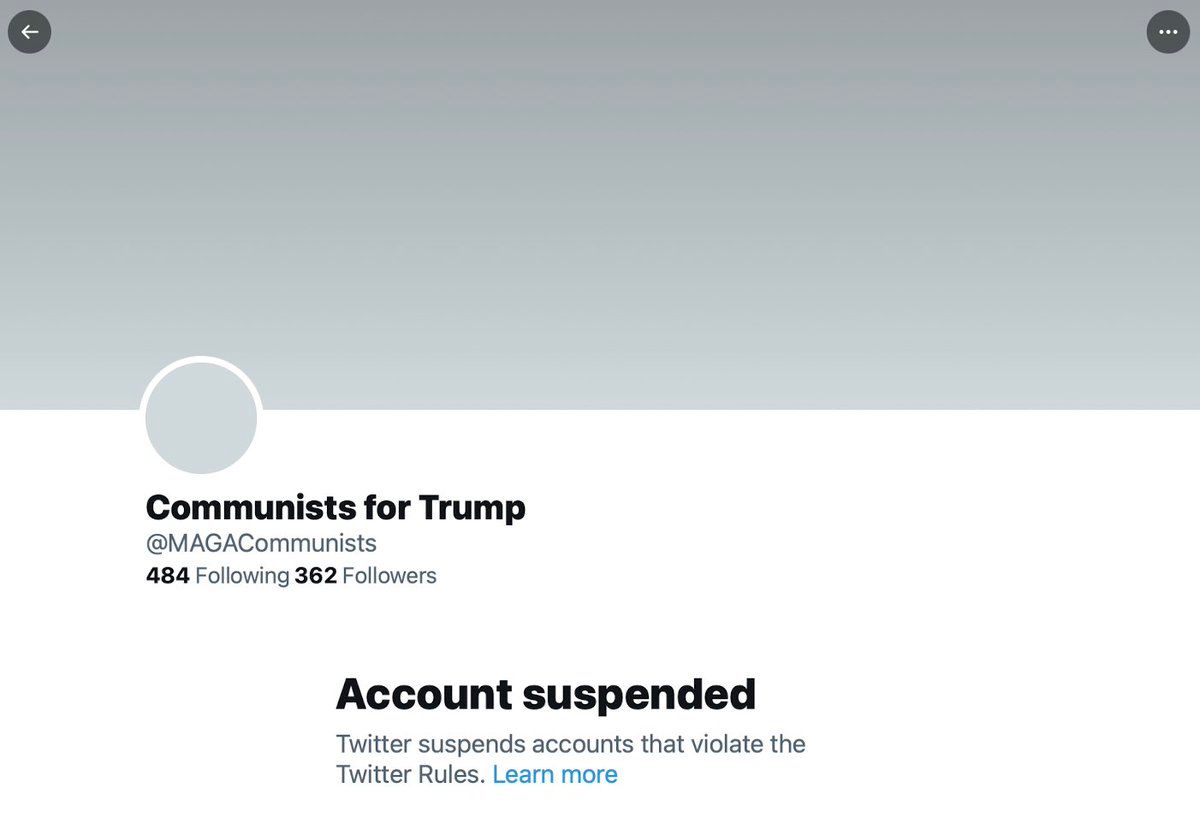 Communists for Trump
@MAGACommunists
484 Following 362 Followers
Account suspended
Twitter suspends accounts that violate the
Twitter Rules. Learn more